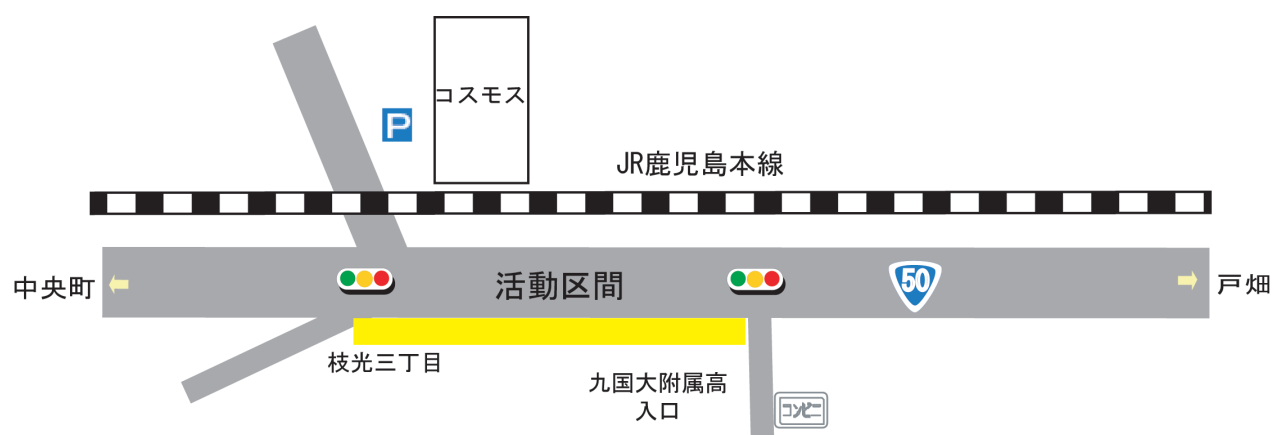 コスモス
P
JR鹿児島本線
中央町
活動区間
50
戸畑
枝光三丁目
九国大附属高
入口
コンビニ